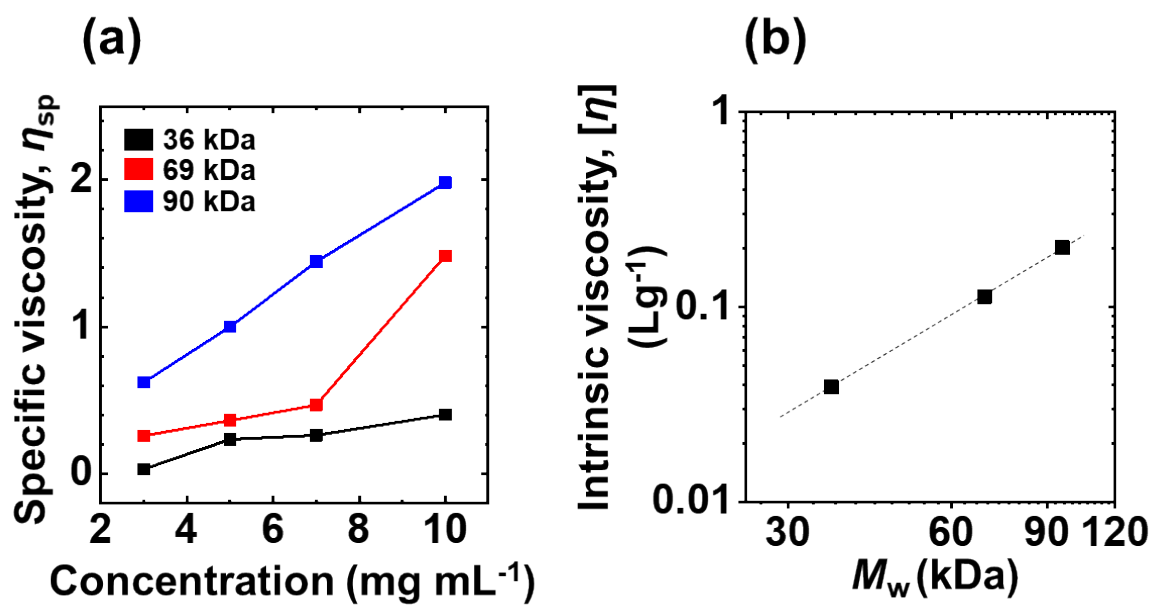 (a)
Specific viscosity, ηsp
36 kDa
69 kDa
90 kDa
2
1
0
2 4 6 8 10
Concentration (mg mL⁻¹)
(b)
Intrinsic viscosity, [η]
(Lg⁻¹)
1
0.1
0.01
30 60 90 120
Mw (kDa)